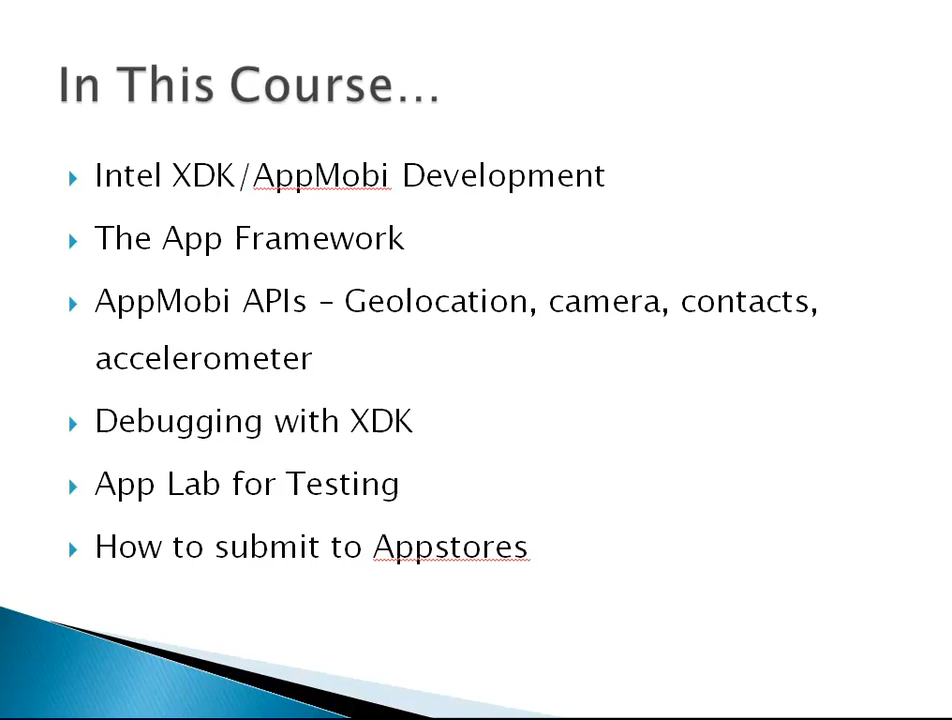 In This Course...
Intel XDK/AppMobi Development
The App Framework
AppMobi APIs – Geolocation, camera, contacts,
accelerometer
Debugging with XDK
App Lab for Testing
How to submit to Appstores